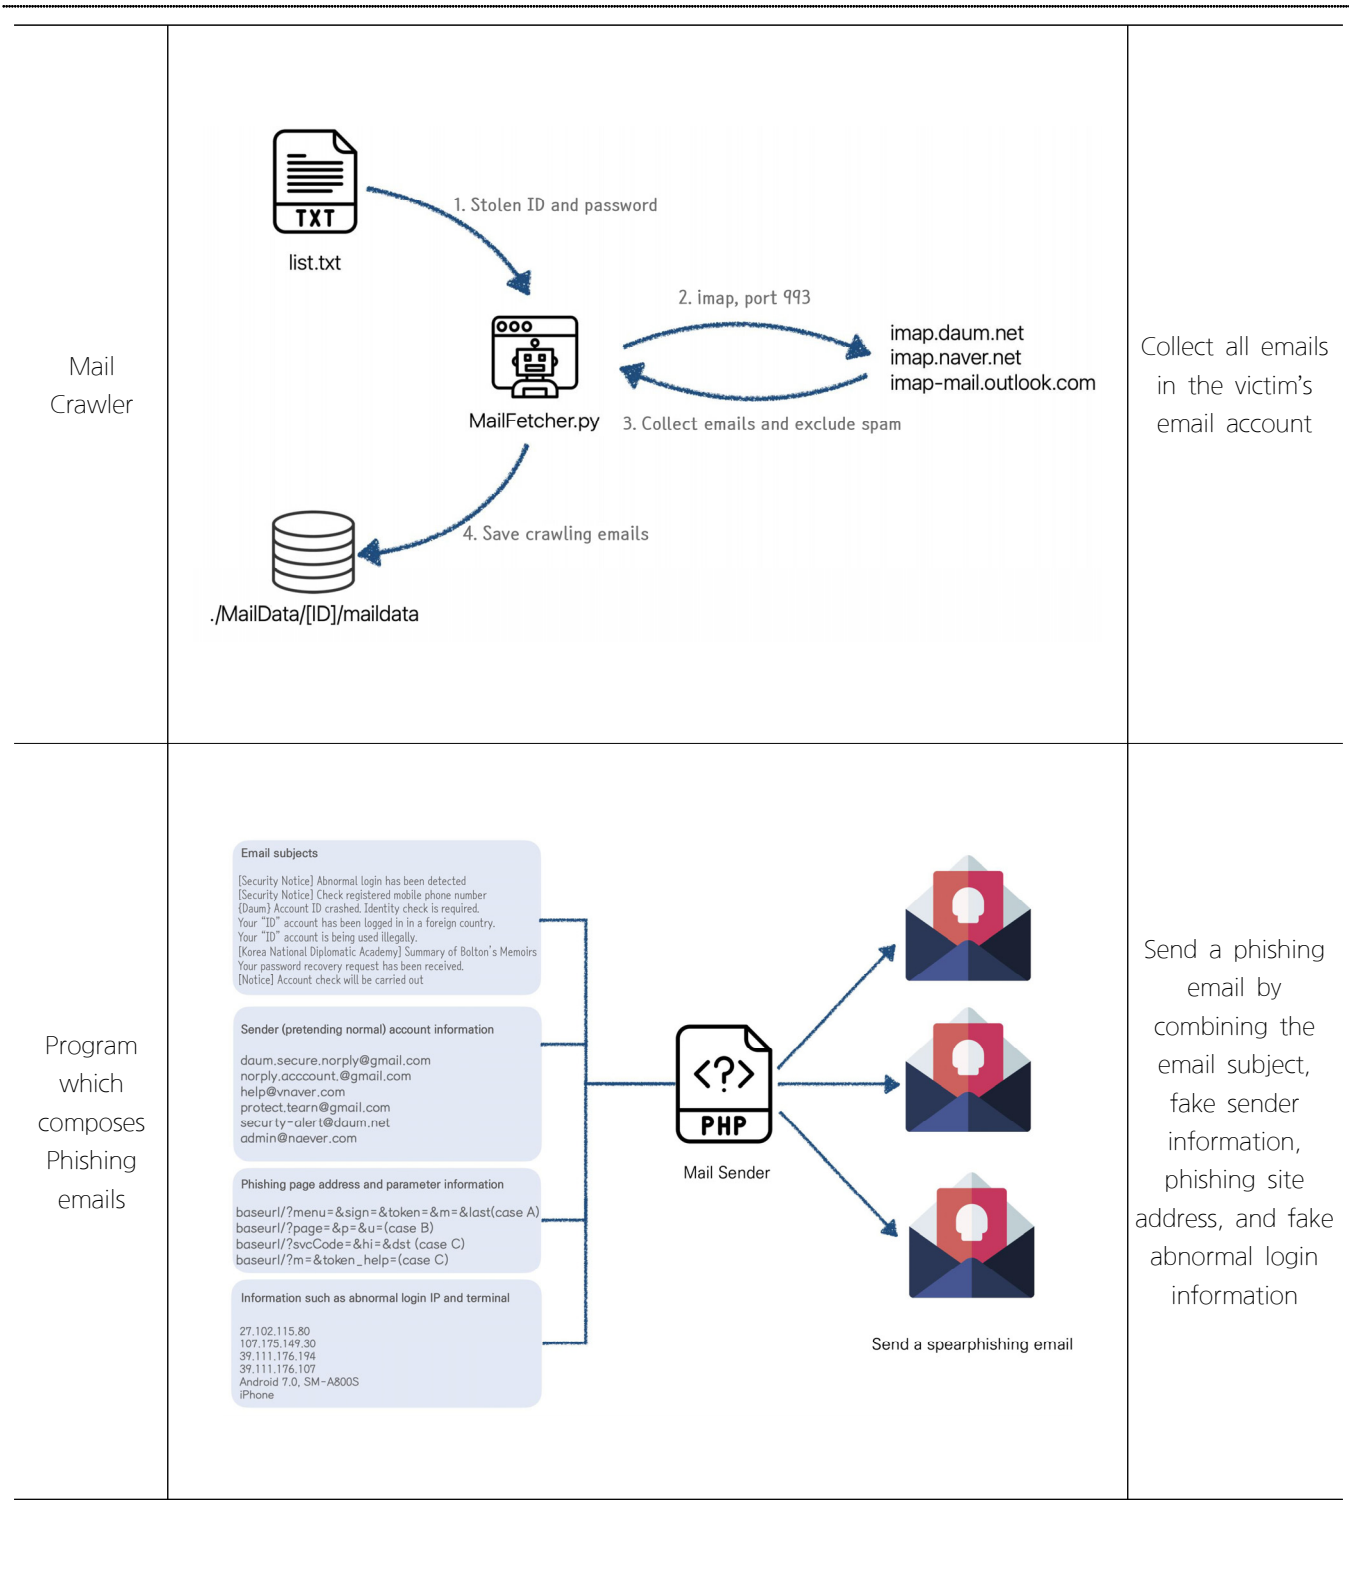 TXT
list.txt
1. Stolen ID and password
2. imap, port 993
imap.daum.net
imap.naver.net
imap-mail.outlook.com
Mail
Crawler
MailFetcher.py
3. Collect emails and exclude spam
4. Save crawling emails
./MailData/[ID]/maildata
Collect all emails
in the victim's
email account
Program
which
composes
Phishing
emails
Email subjects
[Security Notice] Abnormal login has been detected
[Security Notice] Check registered mobile phone number
{Daum} Account ID crashed. Identity check is required.
Your "ID" account has been logged in in a foreign country.
Your "ID" account is being used illegally.
[Korea National Diplomatic Academy] Summary of Bolton's Memoirs
Your password recovery request has been received.
[Notice] Account check will be carried out
Sender (pretending normal) account information
daum.secure.norply@gmail.com
norply.acccount.@gmail.com
help@vnaver.com
protect.tearn@gmail.com
securty-alert@daum.net
admin@naever.com
Phishing page address and parameter information
baseurl/?menu=&sign=&token=&m=&last(case A)
baseurl/?page=&p=&u=(case B)
baseurl/?svcCode=&hi=&dst (case C)
baseurl/?m=&token_help=(case C)
Information such as abnormal login IP and terminal
27.102.115.80
107.175.149.30
39.111.176.194
39.111.176.107
Android 7.0, SM-A800S
iPhone
<?>
PHP
Mail Sender
Send a spearphishing email
Send a phishing
email by
combining the
email subject,
fake sender
information,
phishing site
address, and fake
abnormal login
information